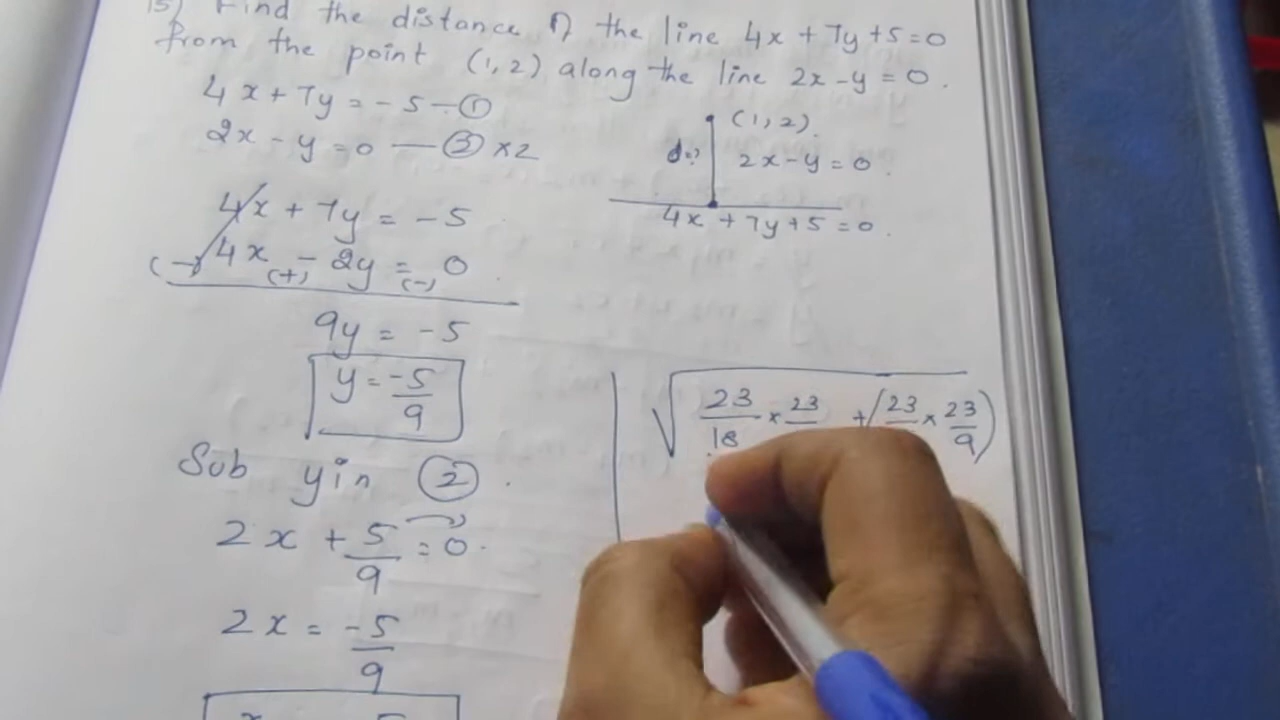 15) Find the distance of the line 4x + 7y + 5 = 0
from the point (1, 2) along the line 2x - y = 0.
4x + 7y = -5 — ①
2x - y = 0 — ② ×2
4x + 7y = -5
(-) 4x (+) - 2y = (-) 0
9y = -5
y = -5/9
Sub y in ②.
2x + 5/9 = 0.
2x = -5/9
(1, 2).
d = ?
2x - y = 0.
4x + 7y + 5 = 0.
√ 23/18 × 23 + (23 × 23/9)